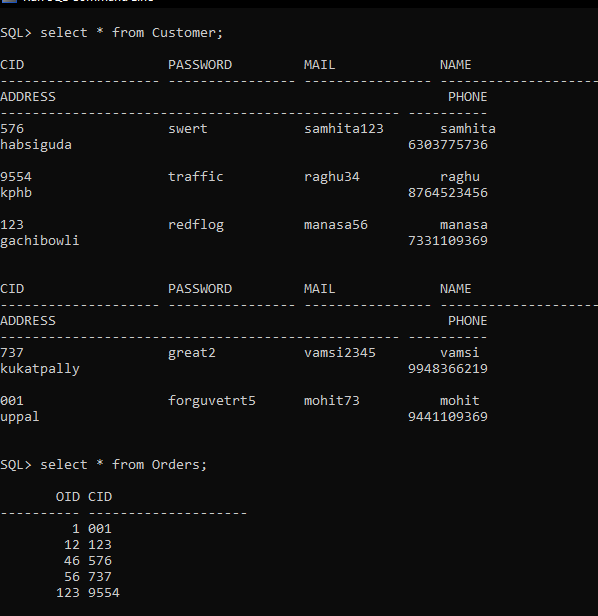 SQL> select * from Customer;
CID PASSWORD MAIL NAME
-------------------- ---------------- ---------------- --------------------
ADDRESS PHONE
-------------------------------------------------- ----------
576 swert samhita123 samhita
habsiguda 6303775736
9554 traffic raghu34 raghu
kphb 8764523456
123 redflog manasa56 manasa
gachibowli 7331109369
CID PASSWORD MAIL NAME
-------------------- ---------------- ---------------- --------------------
ADDRESS PHONE
-------------------------------------------------- ----------
737 great2 vamsi2345 vamsi
kukatpally 9948366219
001 forguvetrt5 mohit73 mohit
uppal 9441109369
SQL> select * from Orders;
OID CID
---------- --------------------
1 001
12 123
46 576
56 737
123 9554